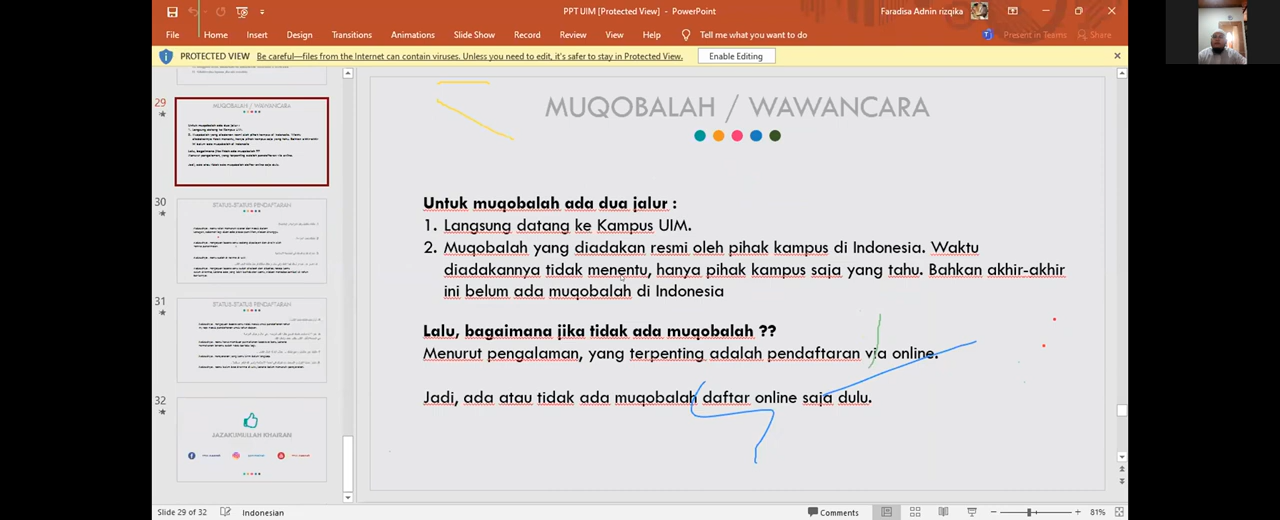 PPT UIM [Protected View] - PowerPoint
Faradisa Adnin rizqika
File Home Insert Design Transitions Animations Slide Show Record Review View Help Tell me what you want to do Present in Teams Share
PROTECTED VIEW Be careful—files from the Internet can contain viruses. Unless you need to edit, it's safer to stay in Protected View. Enable Editing
29
MUQOBALAH / WAWANCARA
30
STATUS-STATUS PENDAFTARAN
31
STATUS-STATUS PENDAFTARAN
32
JAZAKUMULLAH KHAIRAN
MUQOBALAH / WAWANCARA
Untuk muqobalah ada dua jalur :
1. Langsung datang ke Kampus UIM.
2. Muqobalah yang diadakan resmi oleh pihak kampus di Indonesia. Waktu
diadakannya tidak menentu, hanya pihak kampus saja yang tahu. Bahkan akhir-akhir
ini belum ada muqobalah di Indonesia
Lalu, bagaimana jika tidak ada muqobalah ??
Menurut pengalaman, yang terpenting adalah pendaftaran via online.
Jadi, ada atau tidak ada muqobalah daftar online saja dulu.
Slide 29 of 32 Indonesian Comments 81%